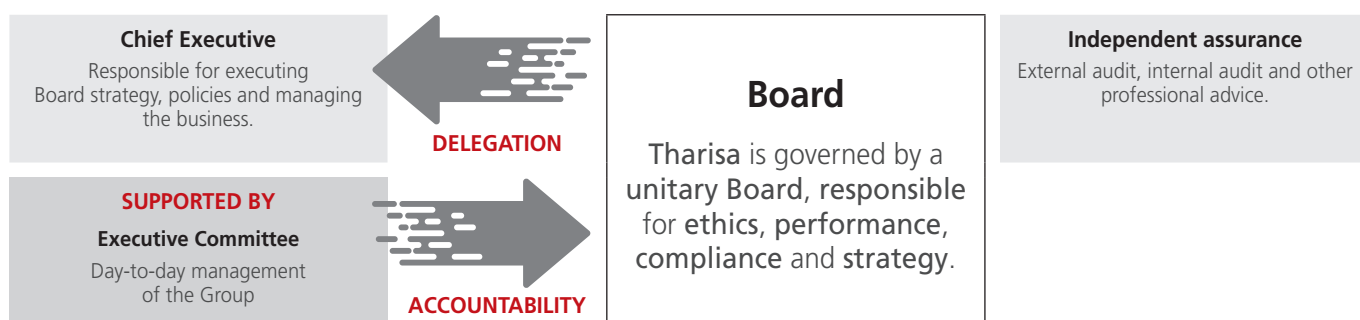 Chief Executive
Responsible for executing
Board strategy, policies and managing
the business.
DELEGATION
SUPPORTED BY
Executive Committee
Day-to-day management
of the Group
ACCOUNTABILITY
Board
Tharisa is governed by a
unitary Board, responsible
for ethics, performance,
compliance and strategy.
Independent assurance
External audit, internal audit and other
professional advice.